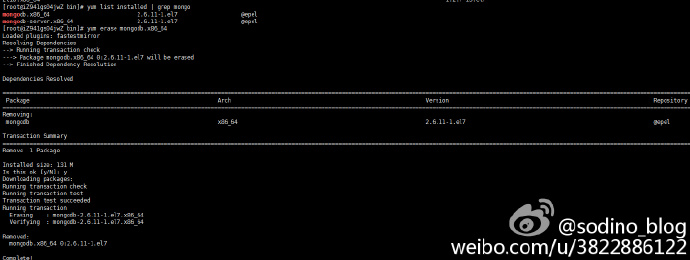 [root@iZ941gs04jwZ bin]# yum list installed | grep mongo
mongodb.x86_64 2.6.11-1.el7 @epel
mongodb-server.x86_64 2.6.11-1.el7 @epel
[root@iZ941gs04jwZ bin]# yum erase mongodb.x86_64
Loaded plugins: fastestmirror
Resolving Dependencies
--> Running transaction check
---> Package mongodb.x86_64 0:2.6.11-1.el7 will be erased
--> Finished Dependency Resolution
Dependencies Resolved
Package Arch Version Repository
Removing:
mongodb x86_64 2.6.11-1.el7 @epel
Transaction Summary
Remove 1 Package
Installed size: 131 M
Is this ok [y/N]: y
Downloading packages:
Running transaction check
Running transaction test
Transaction test succeeded
Running transaction
Erasing : mongodb-2.6.11-1.el7.x86_64
Verifying : mongodb-2.6.11-1.el7.x86_64
Removed:
mongodb.x86_64 0:2.6.11-1.el7
Complete!
@sodino_blog
weibo.com/u/3822886122